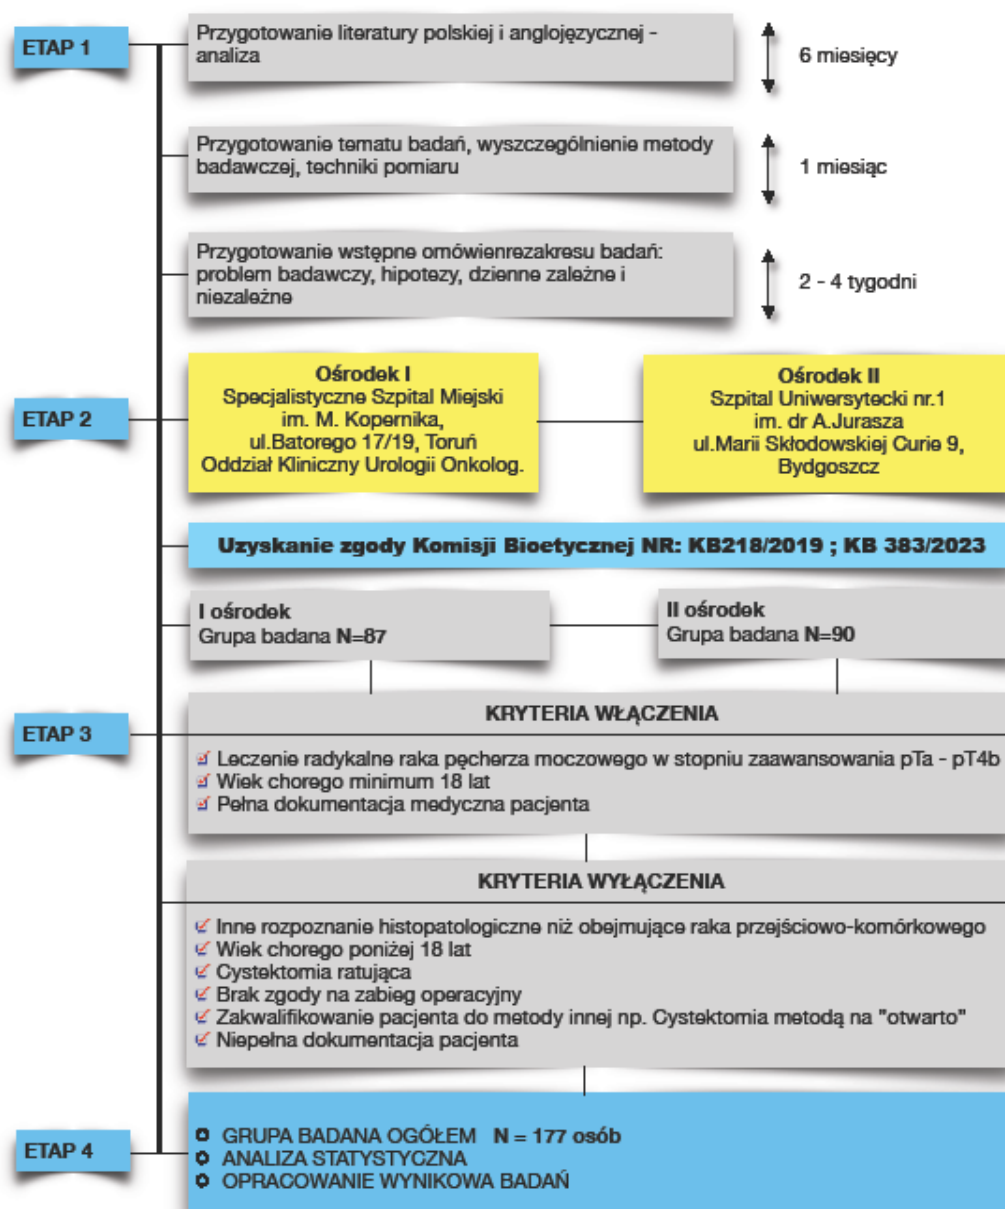 ETAP 1
Przygotowanie literatury polskiej i anglojęzycznej -
analiza
6 miesięcy
Przygotowanie tematu badań, wyszczególnienie metody
badawczej, techniki pomiaru
1 miesiąc
Przygotowanie wstępne omówienrezakresu badań:
problem badawczy, hipotezy, dzienne zależne i
niezależne
2 - 4 tygodni
ETAP 2
Ośrodek I
Specjalistyczne Szpital Miejski
im. M. Kopernika,
ul.Batorego 17/19, Toruń
Oddział Kliniczny Urologii Onkolog.
Ośrodek II
Szpital Uniwersytecki nr.1
im. dr A.Jurasza
ul.Marii Skłodowskiej Curie 9,
Bydgoszcz
Uzyskanie zgody Komisji Bioetycznej NR: KB218/2019 ; KB 383/2023
I ośrodek
Grupa badana N=87
II ośrodek
Grupa badana N=90
ETAP 3
KRYTERIA WŁĄCZENIA
Leczenie radykalne raka pęcherza moczowego w stopniu zaawansowania pTa - pT4b
Wiek chorego minimum 18 lat
Pełna dokumentacja medyczna pacjenta
KRYTERIA WYŁĄCZENIA
Inne rozpoznanie histopatologiczne niż obejmujące raka przejściowo-komórkowego
Wiek chorego poniżej 18 lat
Cystektomia ratująca
Brak zgody na zabieg operacyjny
Zakwalifikowanie pacjenta do metody innej np. Cystektomia metodą na "otwarto"
Niepełna dokumentacja pacjenta
ETAP 4
GRUPA BADANA OGÓŁEM N = 177 osób
ANALIZA STATYSTYCZNA
OPRACOWANIE WYNIKOWA BADAŃ